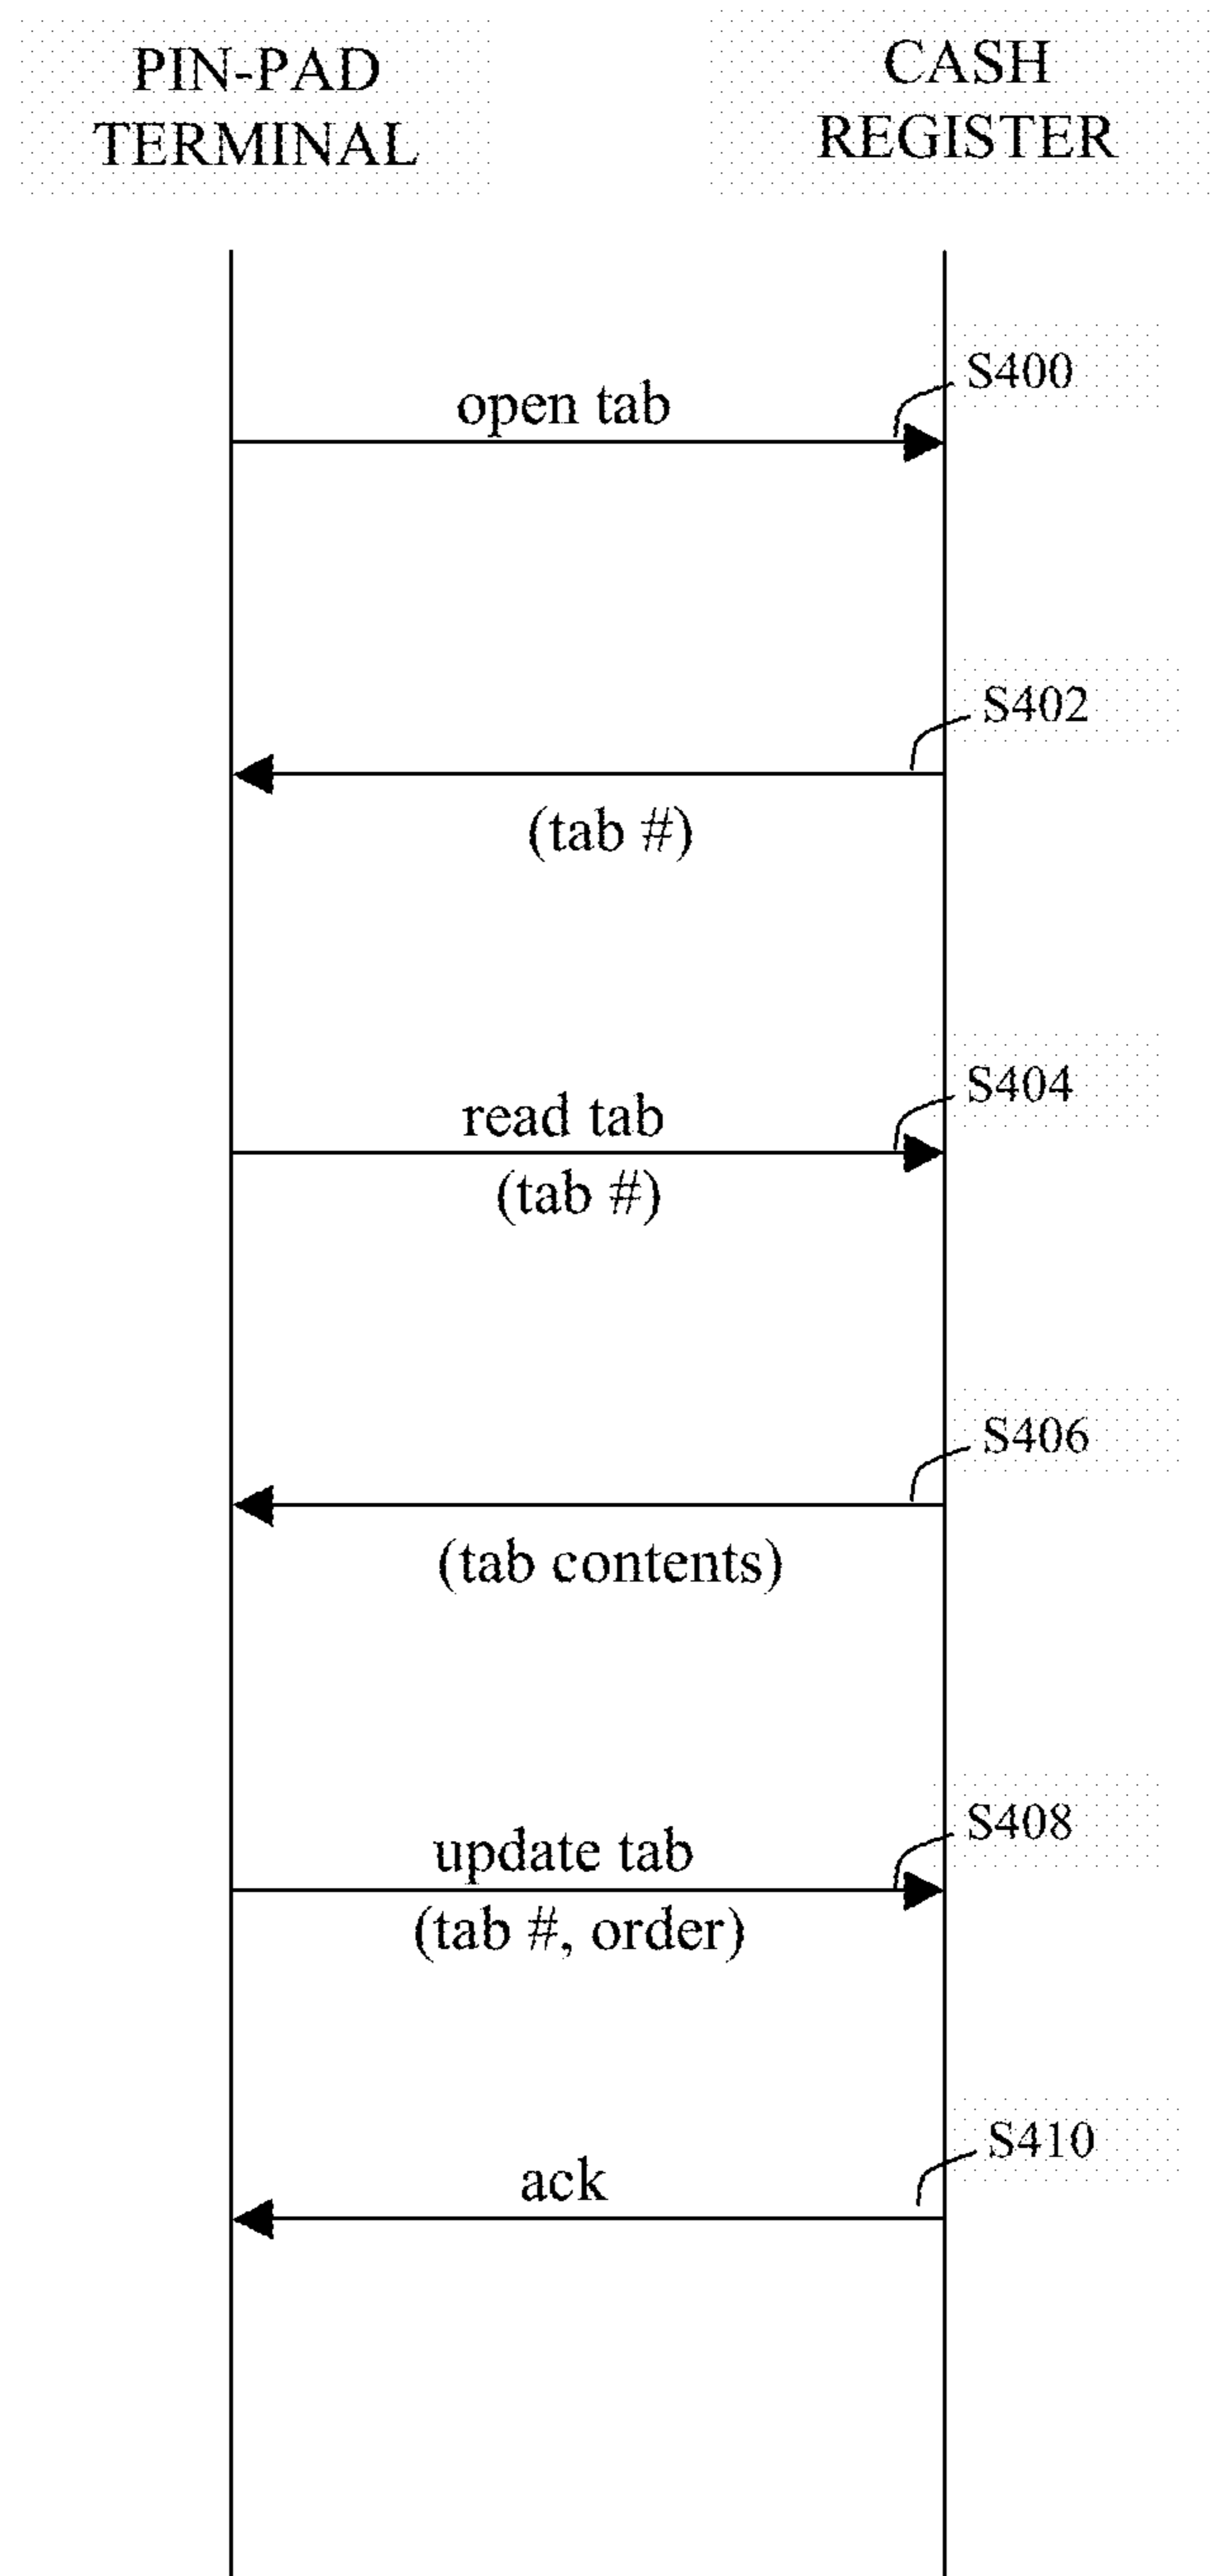 PIN-PAD
TERMINAL
CASH
REGISTER
S400
open tab
S402
(tab #)
S404
read tab
(tab #)
S406
(tab contents)
S408
update tab
(tab #, order)
S410
ack